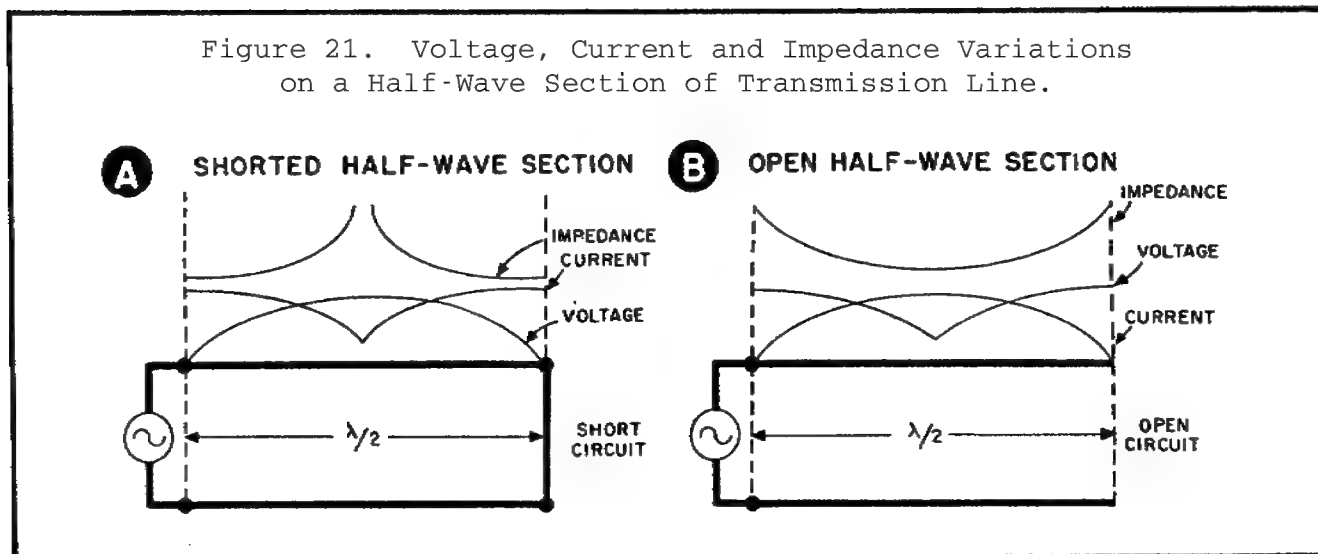 Figure 21. Voltage, Current and Impedance Variations
on a Half-Wave Section of Transmission Line.
A SHORTED HALF-WAVE SECTION
IMPEDANCE
CURRENT
VOLTAGE
λ/2
SHORT
CIRCUIT
B OPEN HALF-WAVE SECTION
IMPEDANCE
VOLTAGE
CURRENT
λ/2
OPEN
CIRCUIT